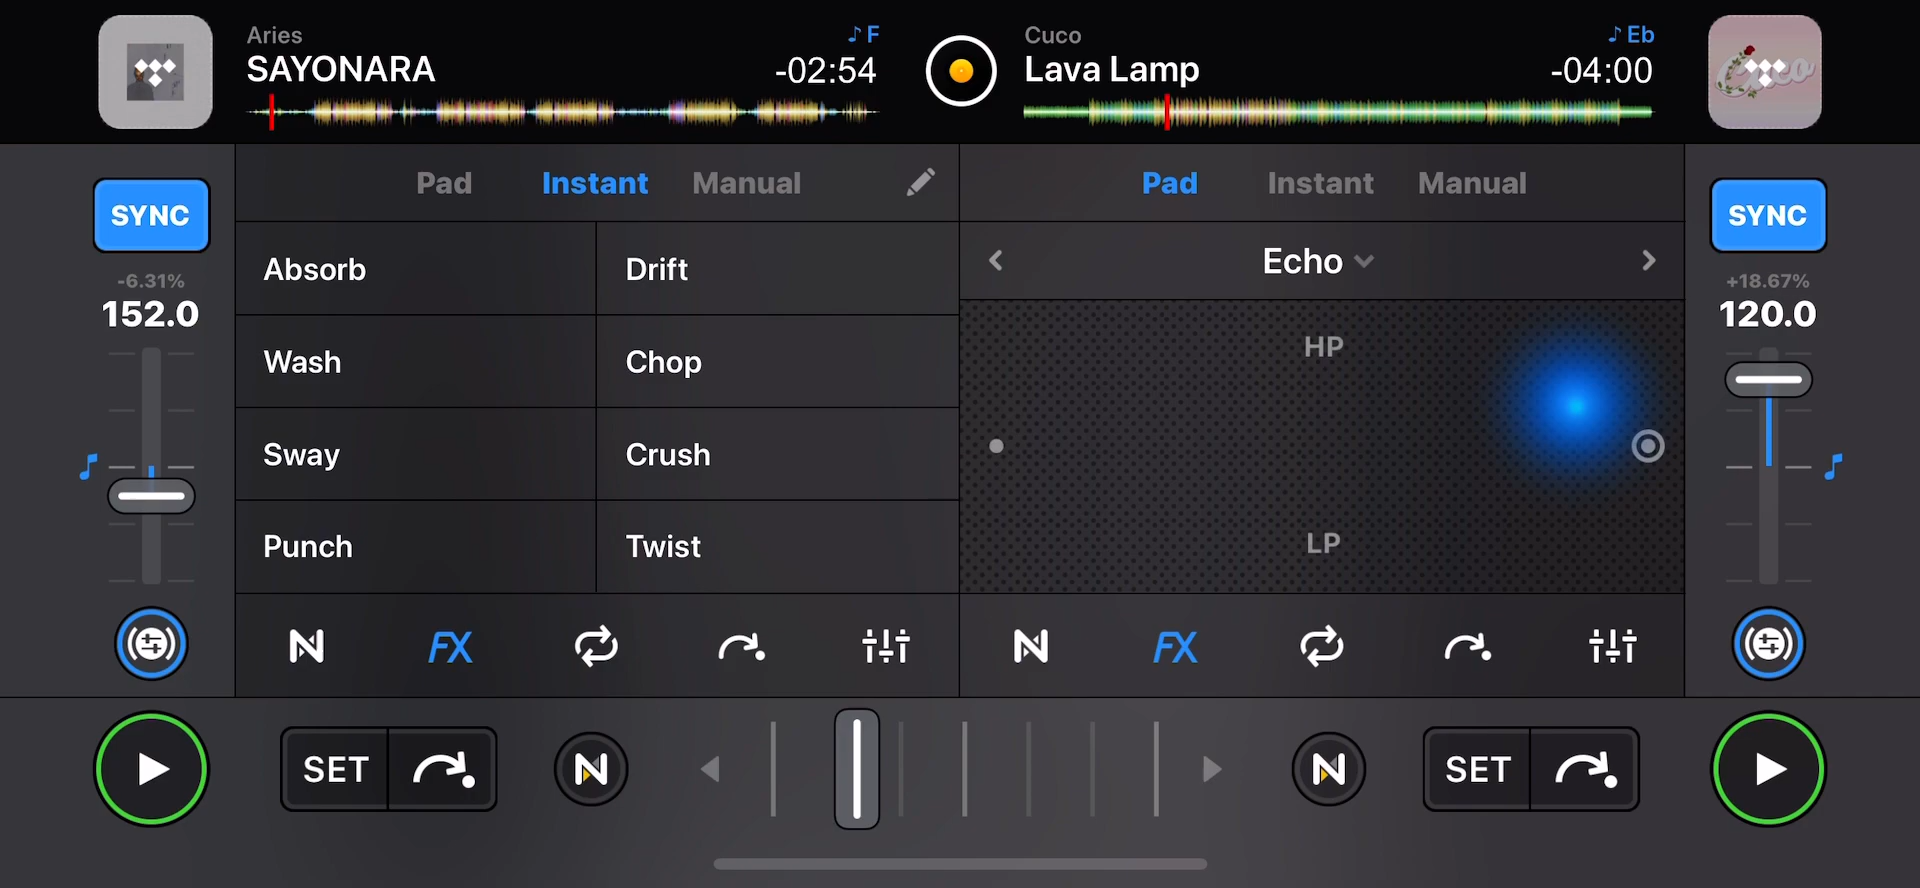 Aries
SAYONARA
♪ F
-02:54
Cuco
Lava Lamp
♪ Eb
-04:00
Cuco
SYNC
-6.31%
152.0
Pad
Instant
Manual
Absorb
Drift
Wash
Chop
Sway
Crush
Punch
Twist
FX
Pad
Instant
Manual
Echo
HP
LP
FX
SYNC
+18.67%
120.0
SET
N
N
SET